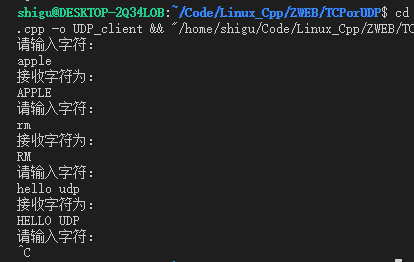 shigu@DESKTOP-2Q34LOB:~/Code/Linux_Cpp/ZWEB/TCPorUDP$ cd
.cpp -o UDP_client && "/home/shigu/Code/Linux_Cpp/ZWEB/TC
请输入字符:
apple
接收字符为:
APPLE
请输入字符:
rm
接收字符为:
RM
请输入字符:
hello udp
接收字符为:
HELLO UDP
请输入字符:
^C